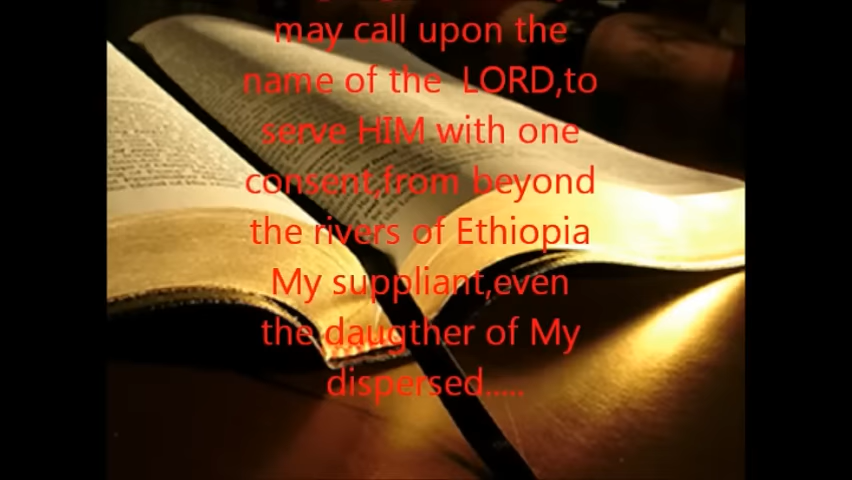 may call upon the
name of the LORD,to
serve HIM with one
consent,from beyond
the rivers of Ethiopia
My suppliant,even
the daugther of My
dispersed.....